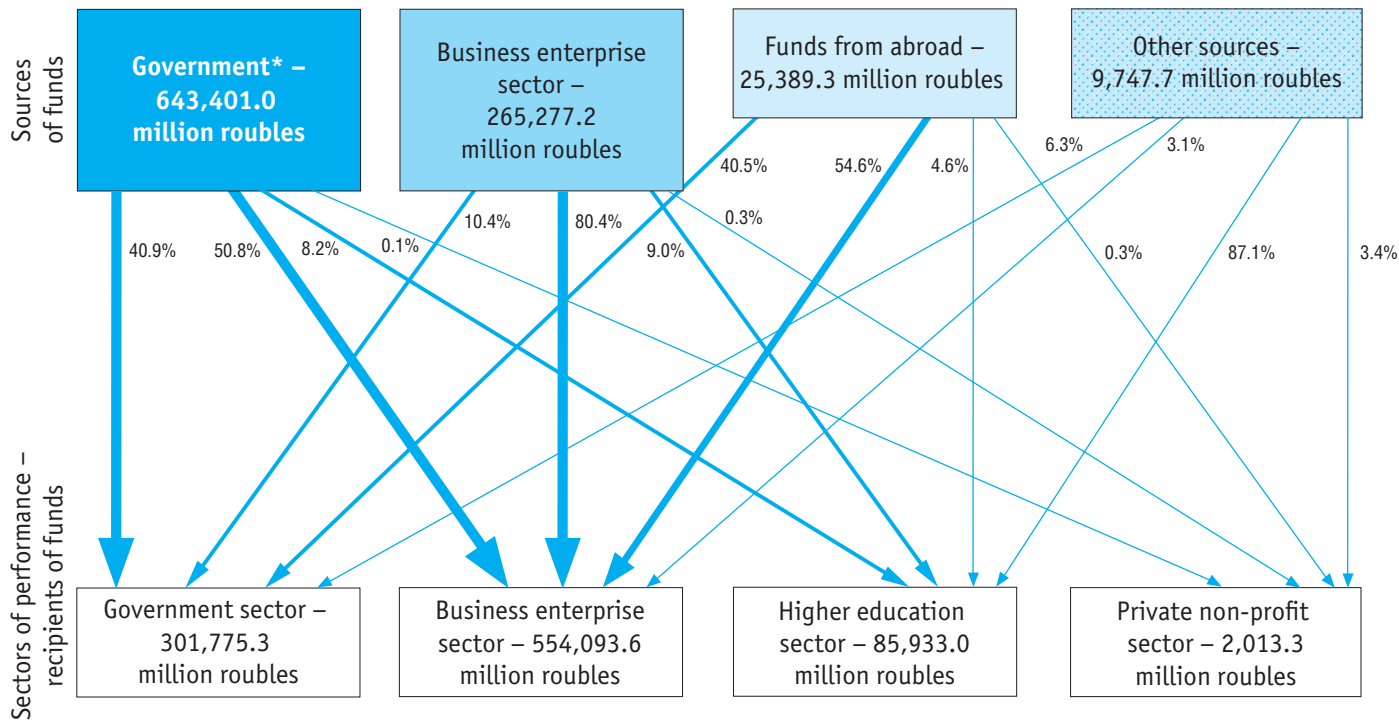 Sources
of funds
Government* –
643,401.0
million roubles
Business enterprise
sector –
265,277.2
million roubles
Funds from abroad –
25,389.3 million roubles
Other sources –
9,747.7 million roubles
40.9%
50.8%
8.2%
0.1%
10.4%
80.4%
9.0%
0.3%
40.5%
54.6%
4.6%
0.3%
6.3%
3.1%
87.1%
3.4%
Sectors of performance –
recipients of funds
Government sector –
301,775.3
million roubles
Business enterprise
sector – 554,093.6
million roubles
Higher education
sector – 85,933.0
million roubles
Private non-profit
sector – 2,013.3
million roubles